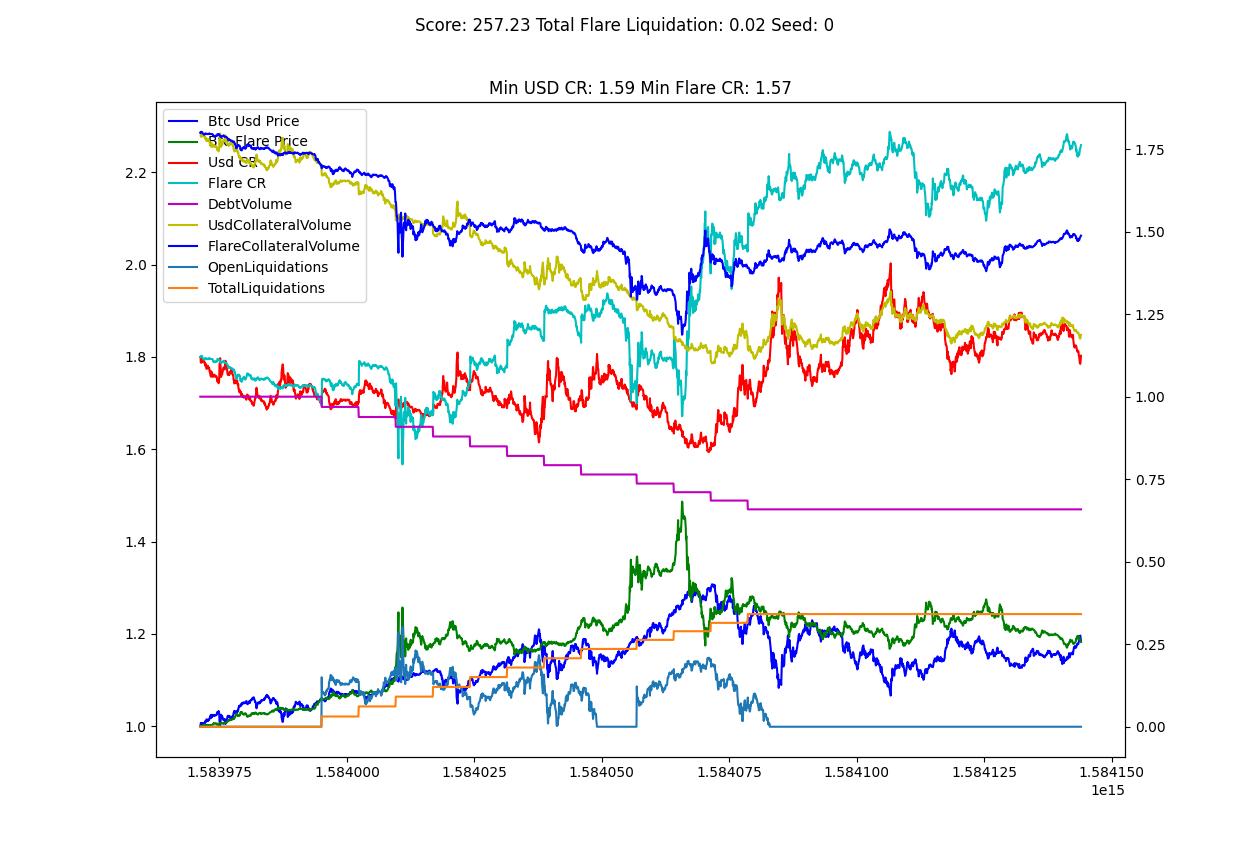 Score: 257.23 Total Flare Liquidation: 0.02 Seed: 0
Min USD CR: 1.59 Min Flare CR: 1.57
Btc Usd Price
Btc Flare Price
Usd CR
Flare CR
DebtVolume
UsdCollateralVolume
FlareCollateralVolume
OpenLiquidations
TotalLiquidations
2.2
2.0
1.8
1.6
1.4
1.2
1.0
1.75
1.50
1.25
1.00
0.75
0.50
0.25
0.00
1.583975 1.584000 1.584025 1.584050 1.584075 1.584100 1.584125 1.584150
1e15